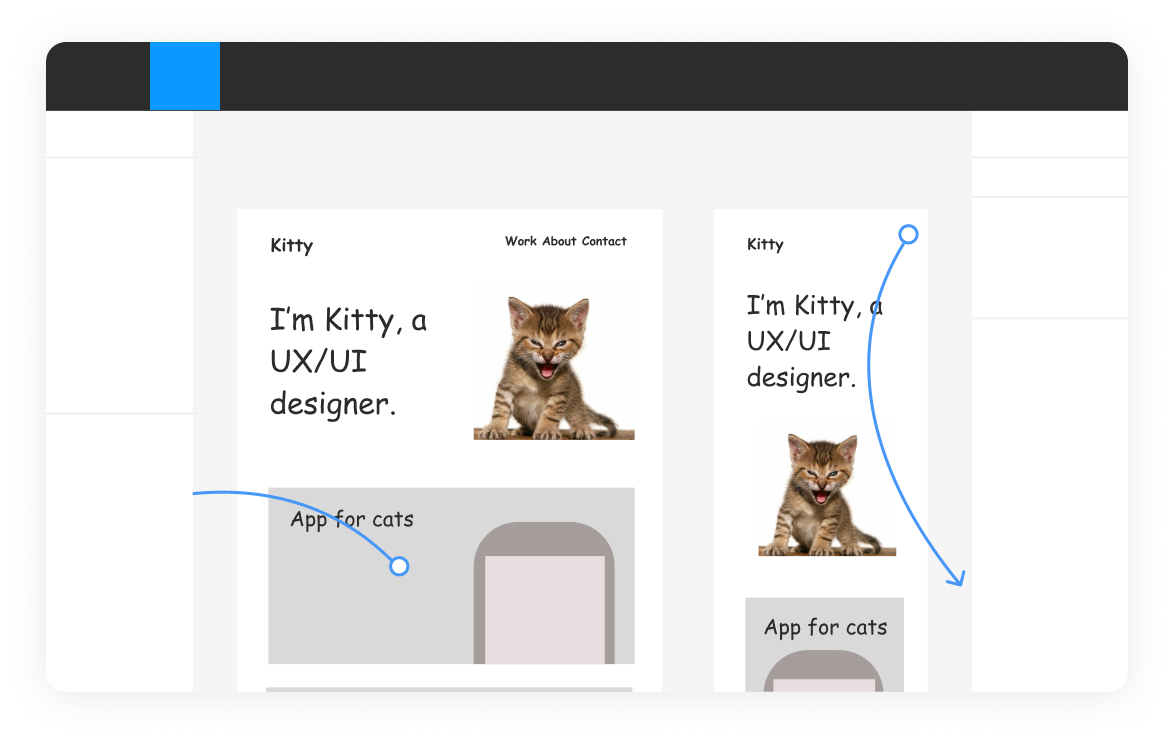 Kitty
Work About Contact
I'm Kitty, a
UX/UI
designer.
App for cats
Kitty
I'm Kitty, a
UX/UI
designer.
App for cats